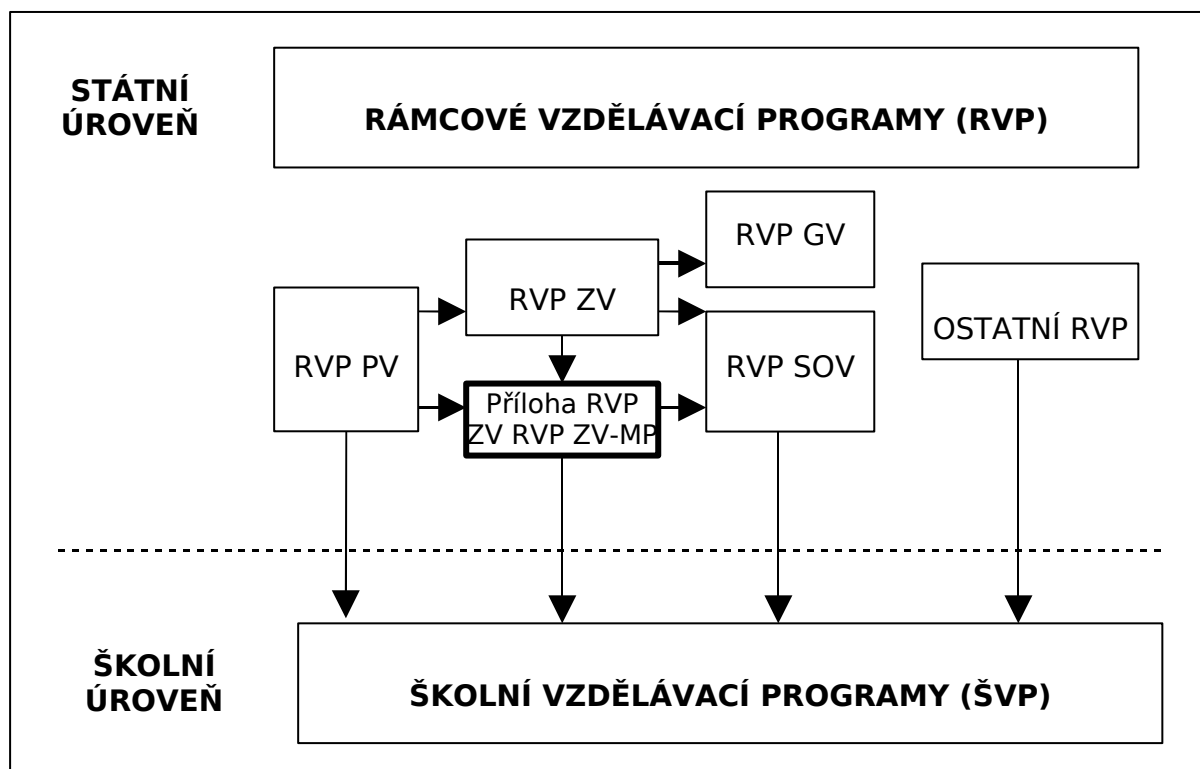 STÁTNÍ
ÚROVEŇ
RÁMCOVÉ VZDĚLÁVACÍ PROGRAMY (RVP)
RVP GV
RVP ZV
OSTATNÍ RVP
RVP PV
RVP SOV
Příloha RVP
ZV RVP ZV-MP
ŠKOLNÍ
ÚROVEŇ
ŠKOLNÍ VZDĚLÁVACÍ PROGRAMY (ŠVP)